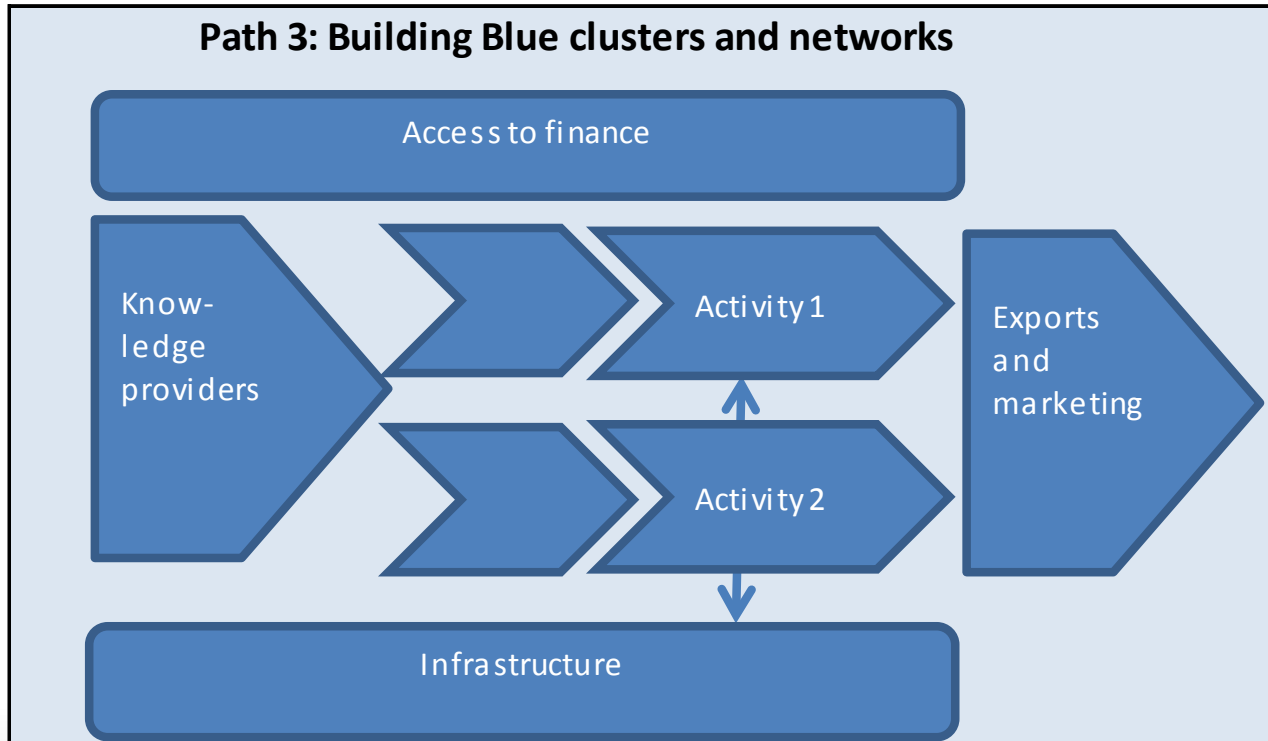 Path 3: Building Blue clusters and networks
Access to finance
Know-
ledge
providers
Activity 1
Exports
and
marketing
Activity 2
Infrastructure